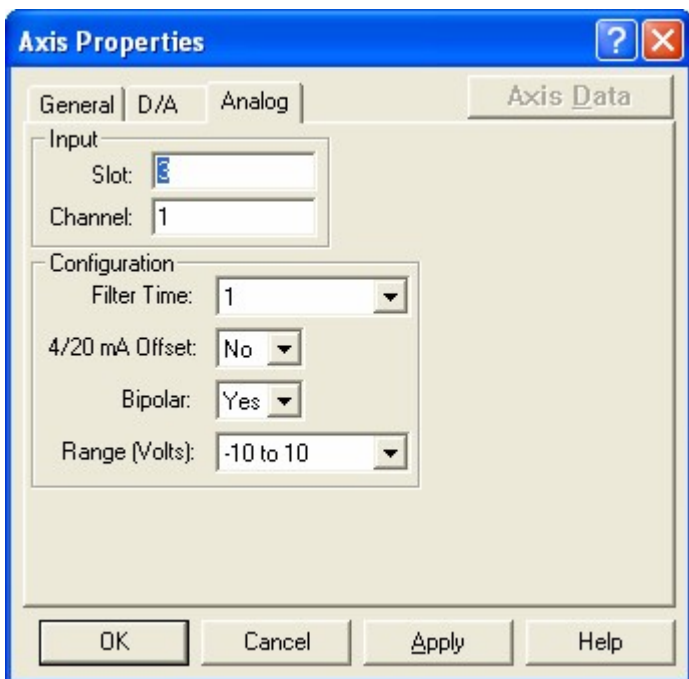 Axis Properties
General D/A Analog Axis Data
Input
Slot: 3
Channel: 1
Configuration
Filter Time: 1
4/20 mA Offset: No
Bipolar: Yes
Range (Volts): -10 to 10
OK Cancel Apply Help